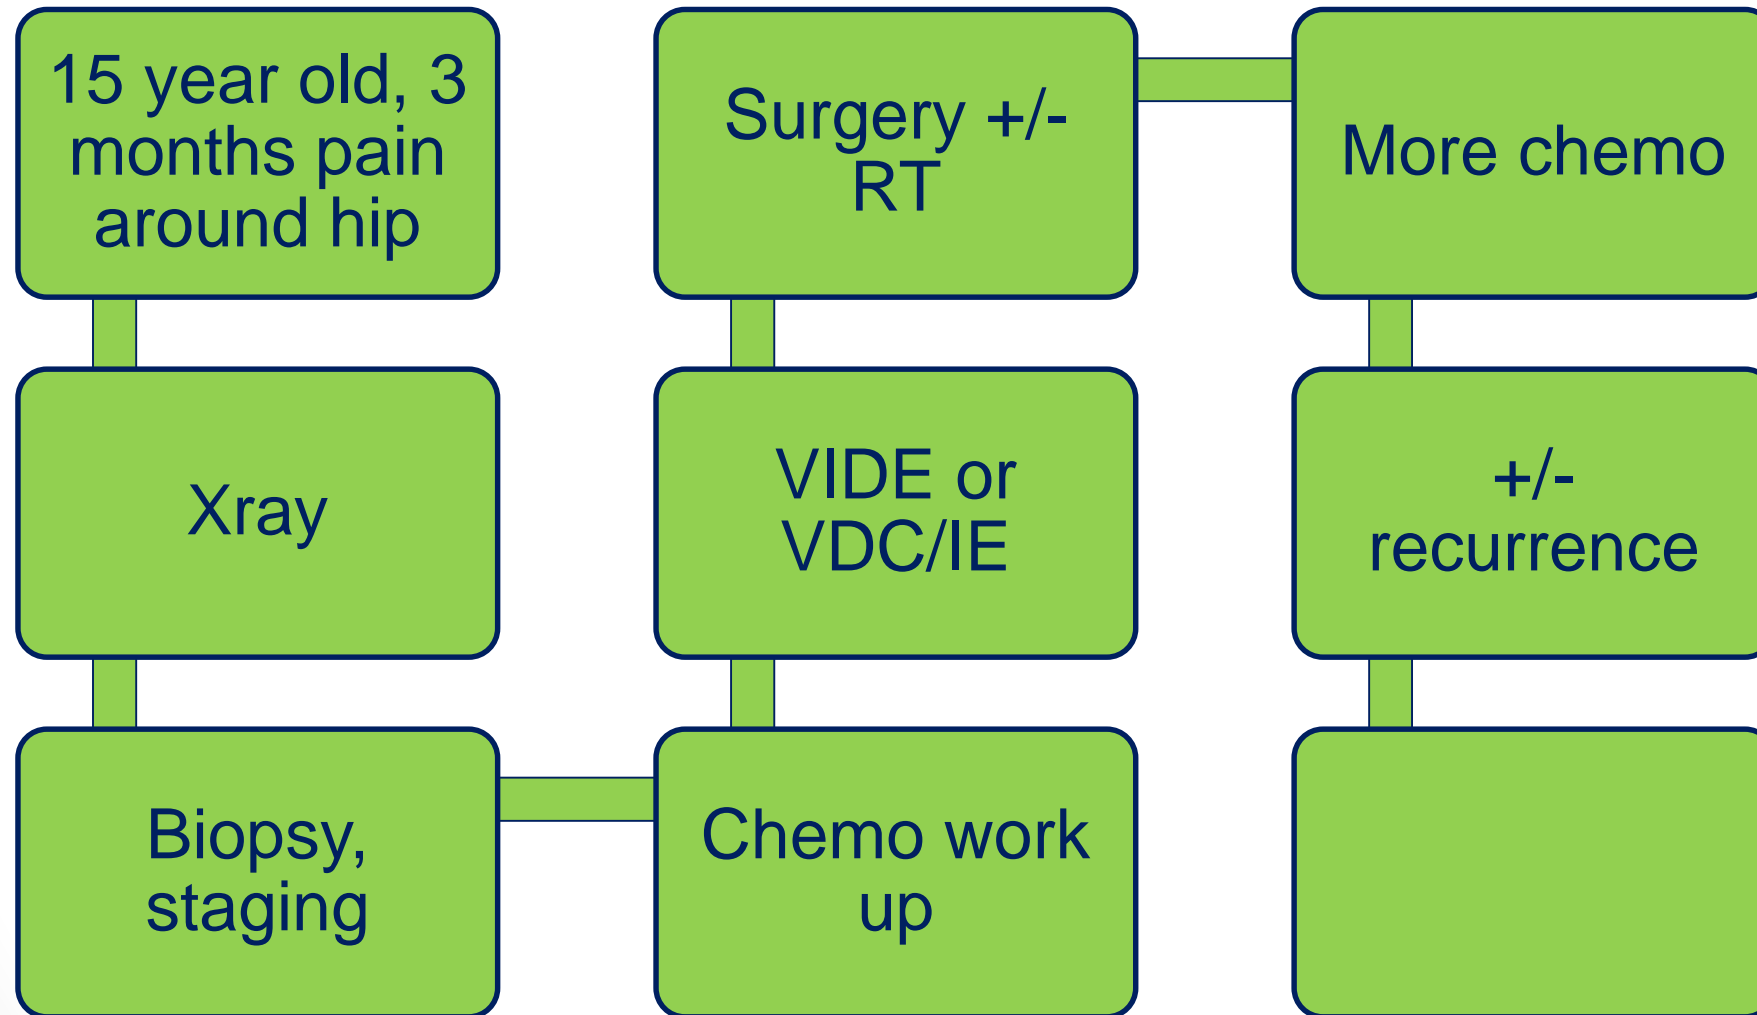 15 year old, 3
months pain
around hip
Xray
Biopsy,
staging
Chemo work
up
VIDE or
VDC/IE
Surgery +/-
RT
More chemo
+/-
recurrence